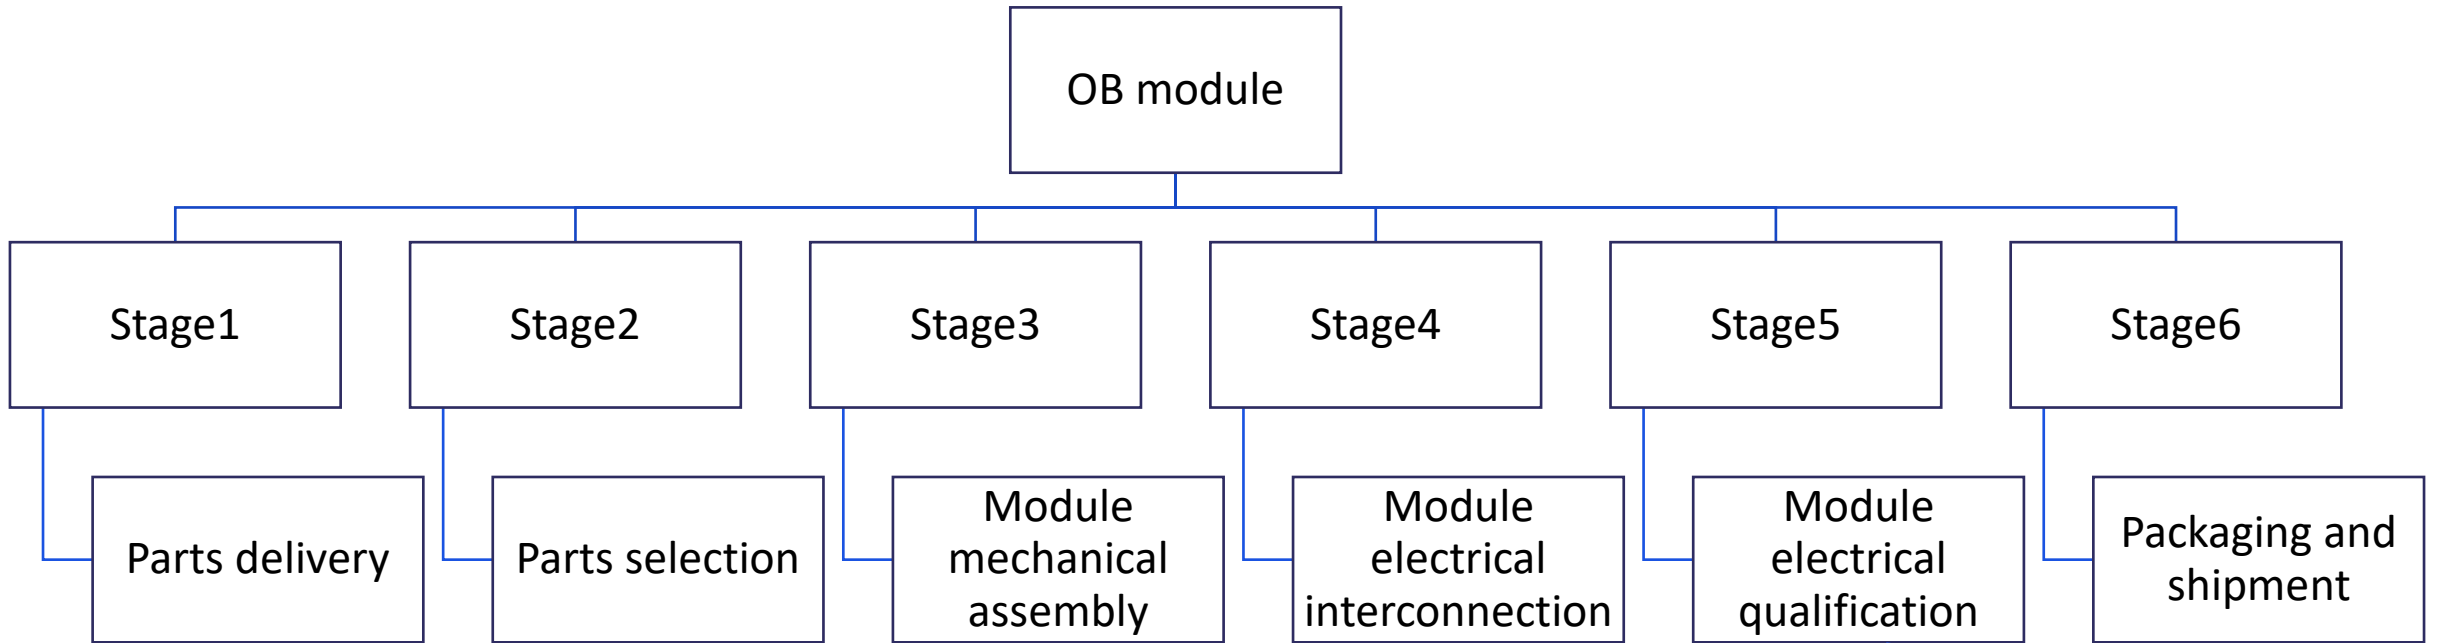 OB module
Stage1
Stage2
Stage3
Stage4
Stage5
Stage6
Parts delivery
Parts selection
Module
mechanical
assembly
Module
electrical
interconnection
Module
electrical
qualification
Packaging and
shipment